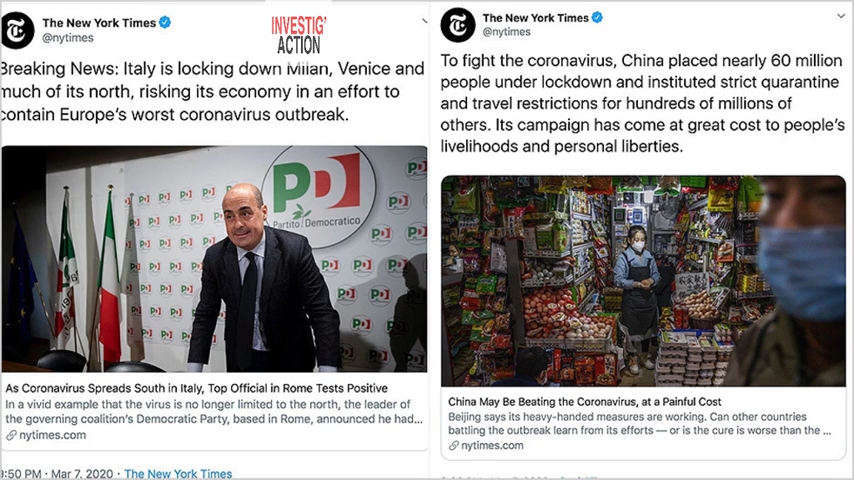 The New York Times
@nytimes
INVESTIG'
ACTION
Breaking News: Italy is locking down Milan, Venice and
much of its north, risking its economy in an effort to
contain Europe's worst coronavirus outbreak.
PD
Partito Democratico
As Coronavirus Spreads South in Italy, Top Official in Rome Tests Positive
In a vivid example that the virus is no longer limited to the north, the leader of
the governing coalition's Democratic Party, based in Rome, announced he had...
nytimes.com
9:50 PM · Mar 7, 2020 · The New York Times
The New York Times
@nytimes
To fight the coronavirus, China placed nearly 60 million
people under lockdown and instituted strict quarantine
and travel restrictions for hundreds of millions of
others. Its campaign has come at great cost to people's
livelihoods and personal liberties.
China May Be Beating the Coronavirus, at a Painful Cost
Beijing says its heavy-handed measures are working. Can other countries
battling the outbreak learn from its efforts — or is the cure is worse than the ...
nytimes.com